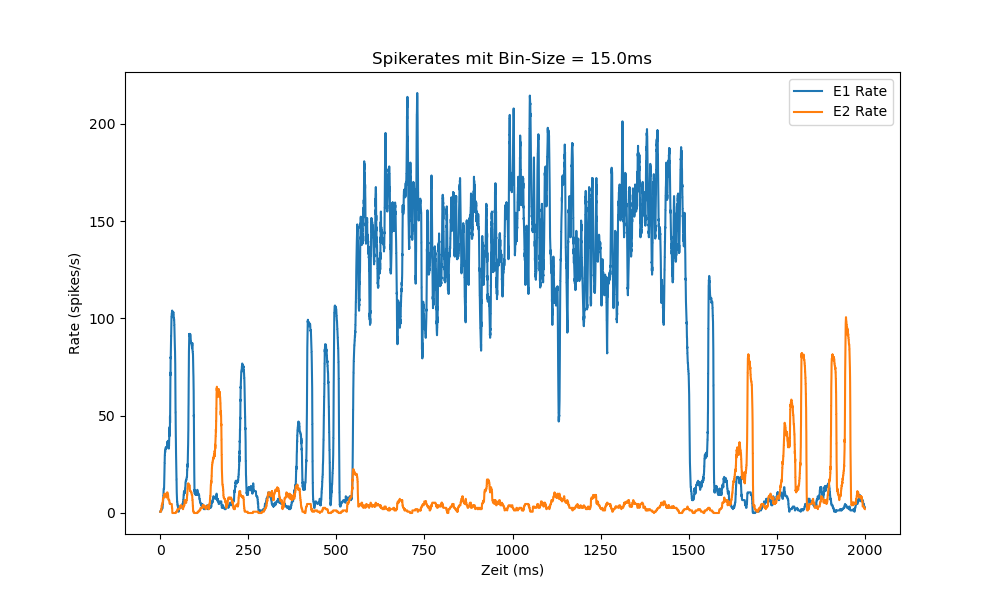 Spikerates mit Bin-Size = 15.0ms
E1 Rate
E2 Rate
Rate (spikes/s)
200
150
100
50
0
0 250 500 750 1000 1250 1500 1750 2000
Zeit (ms)